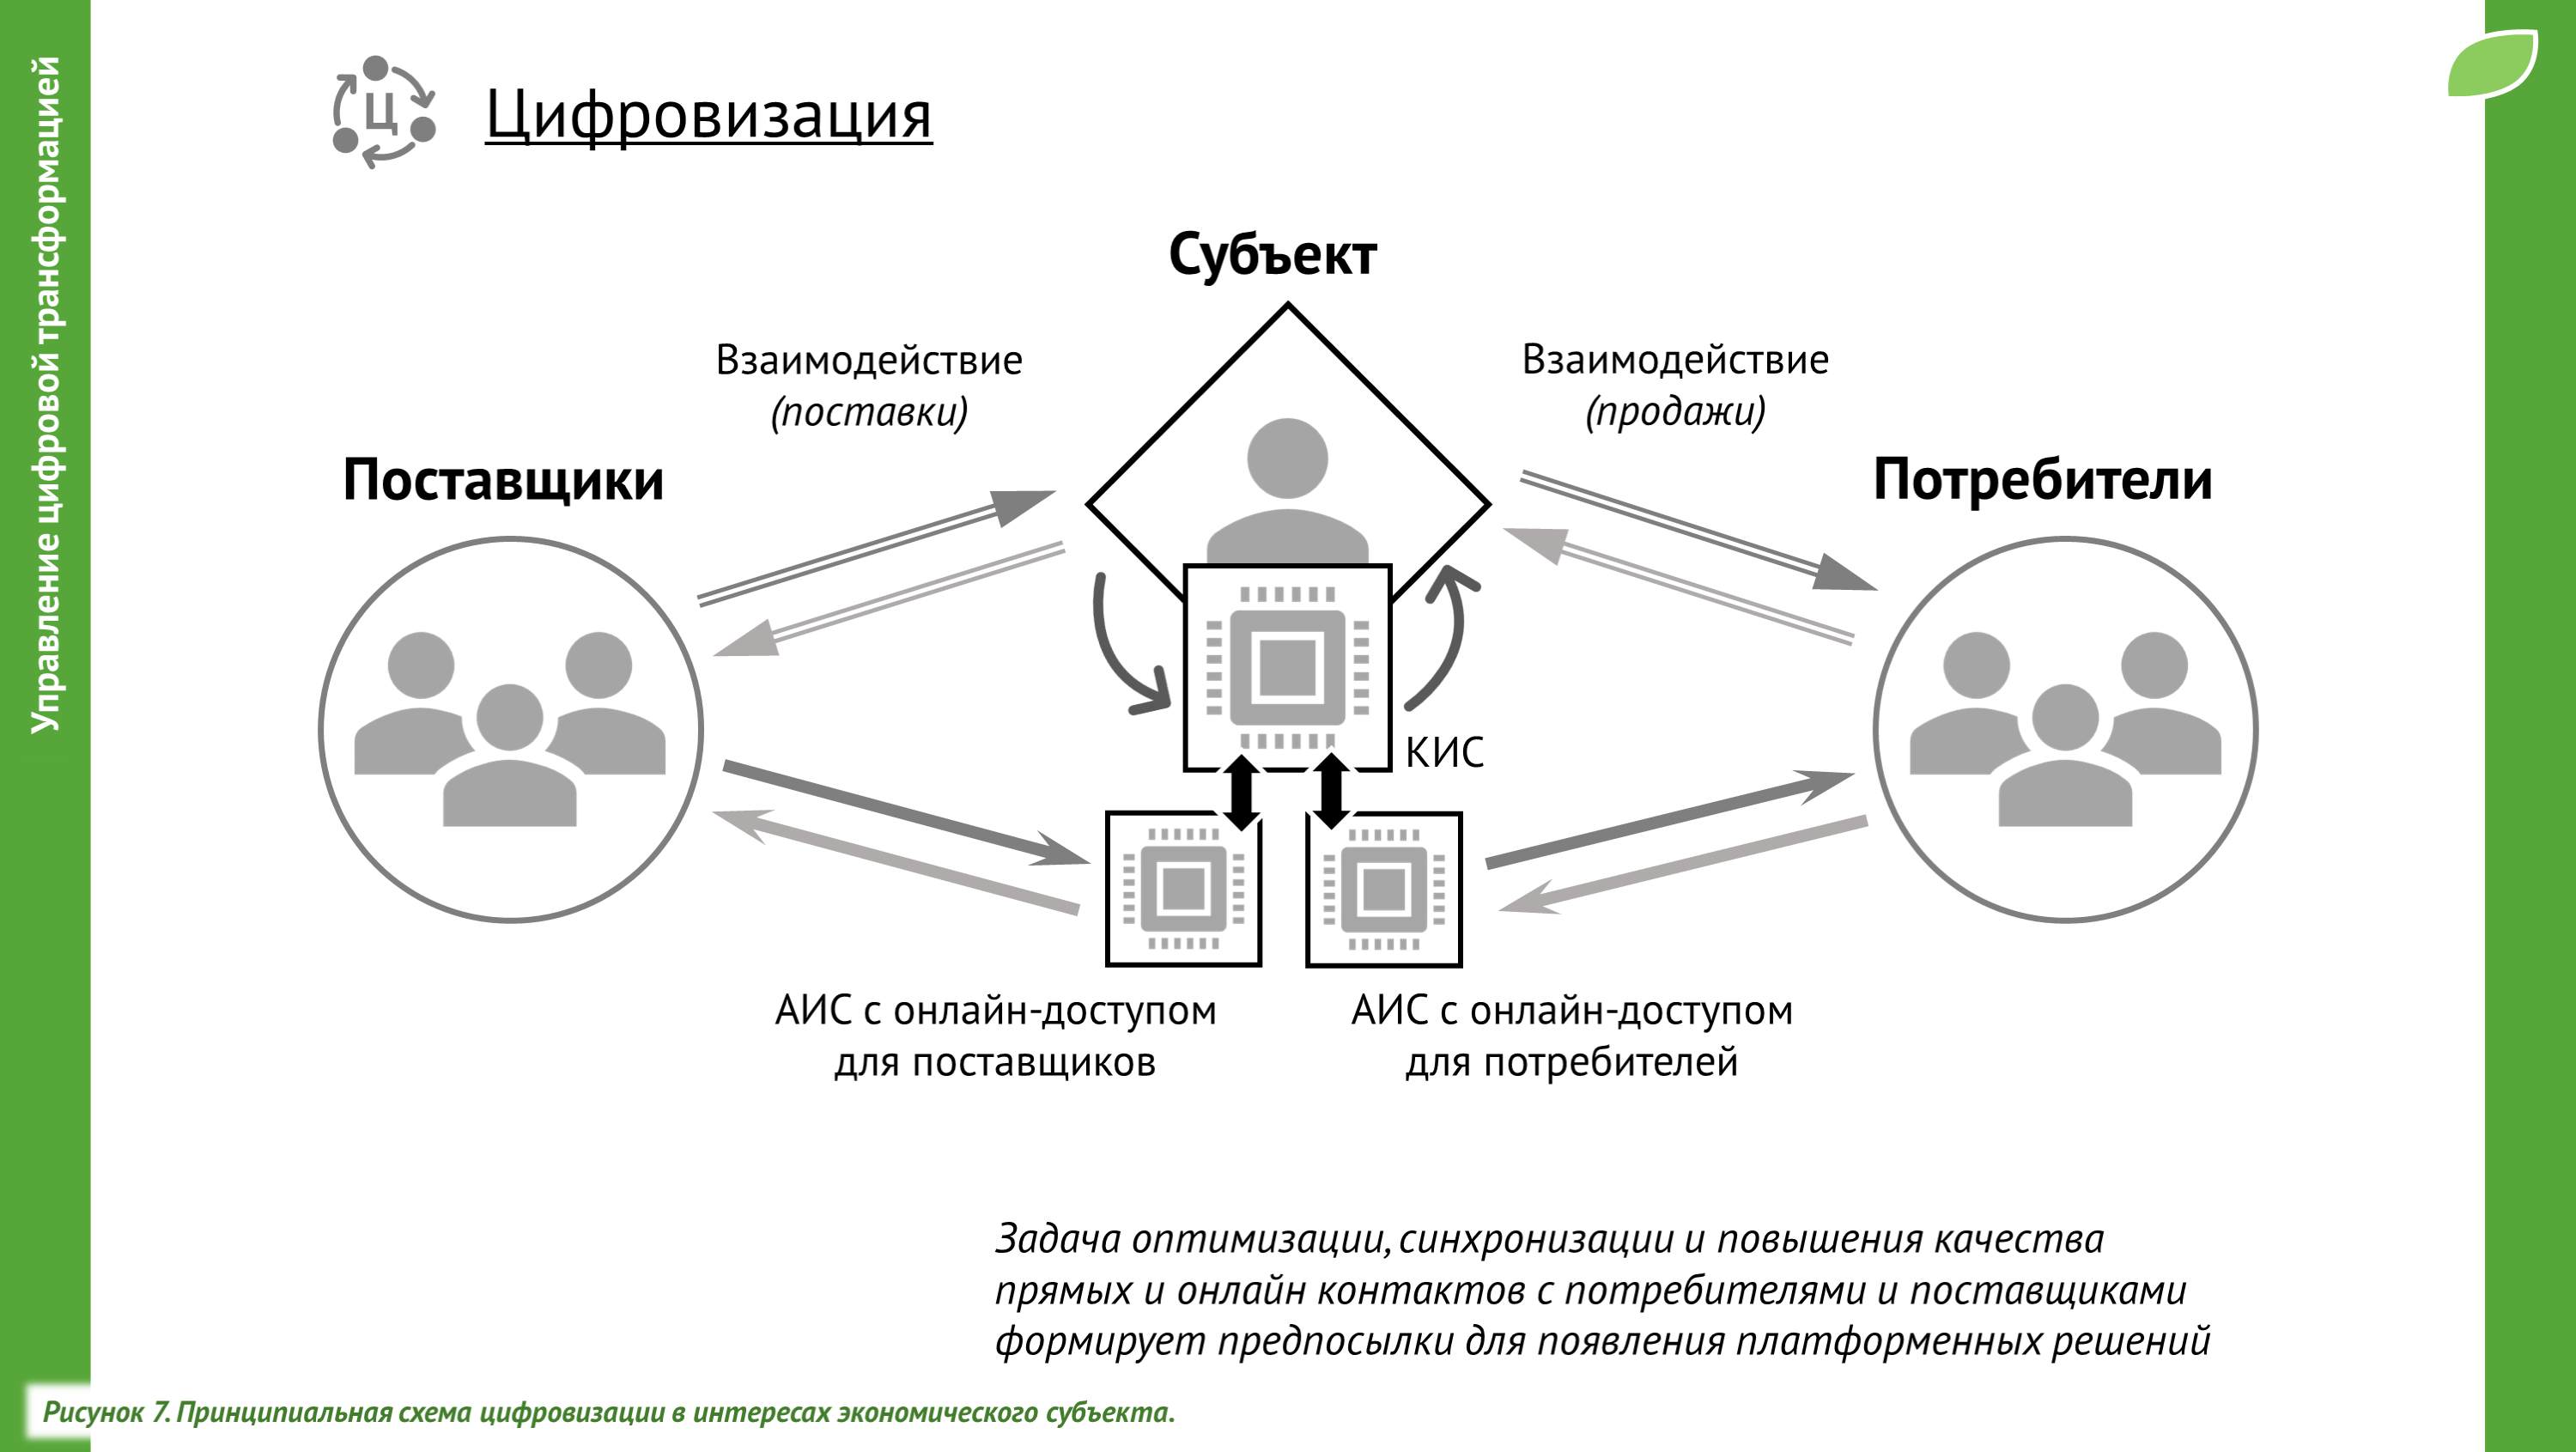 Управление цифровой трансформацией
Ц
Цифровизация
Субъект
Взаимодействие
(поставки)
Взаимодействие
(продажи)
Поставщики
Потребители
КИС
АИС с онлайн-доступом
для поставщиков
АИС с онлайн-доступом
для потребителей
Задача оптимизации, синхронизации и повышения качества
прямых и онлайн контактов с потребителями и поставщиками
формирует предпосылки для появления платформенных решений
Рисунок 7. Принципиальная схема цифровизации в интересах экономического субъекта.